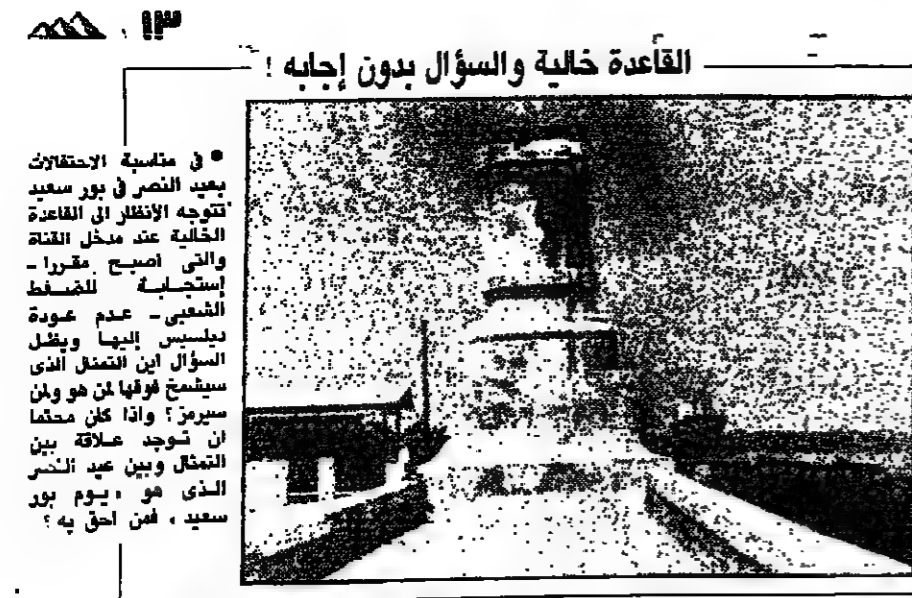 ١٣
القاعدة خالية والسؤال بدون إجابه !
● في مناسبة الاحتفالات
بعيد النصر في بور سعيد
تتوجه الأنظار الى القاعدة
الخالية عند مدخل القناة
والتى اصبح مقررا -
إستجابة للضغط
الشعبى - عدم عودة
ديلسبس إليها ويظل
السؤال اين التمثال الذى
سيشمخ فوقها لمن هو ولمن
سيرمز ؟ واذا كان محتما
ان توجد علاقة بين
التمثال وبين عيد النصر
الذى هو ، يوم بور
سعيد ، فمن احق به ؟